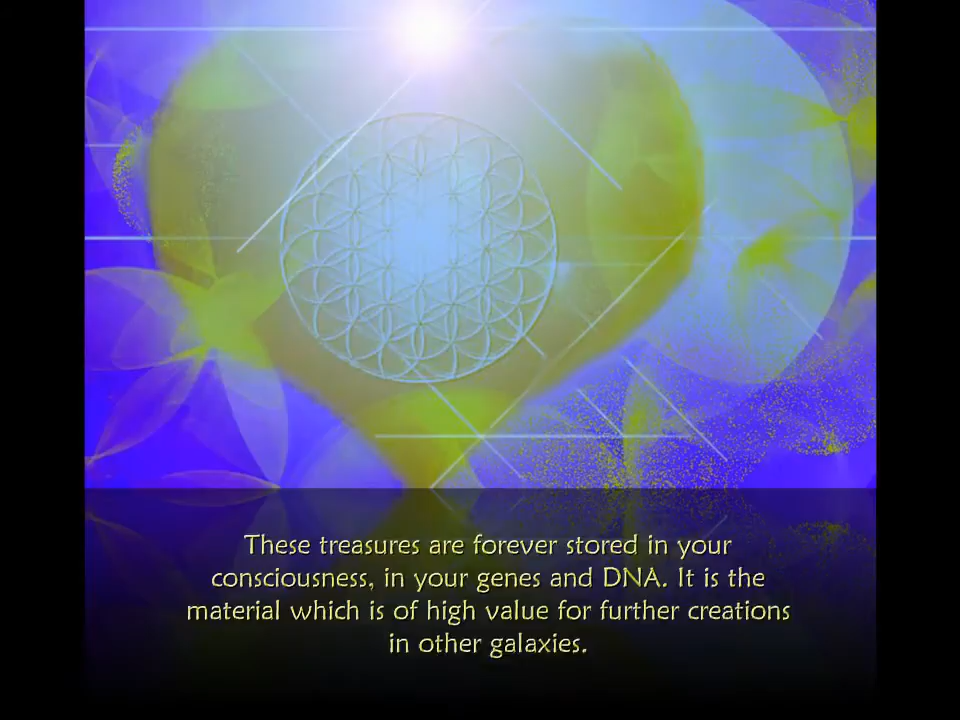 These treasures are forever stored in your
consciousness, in your genes and DNA. It is the
material which is of high value for further creations
in other galaxies.